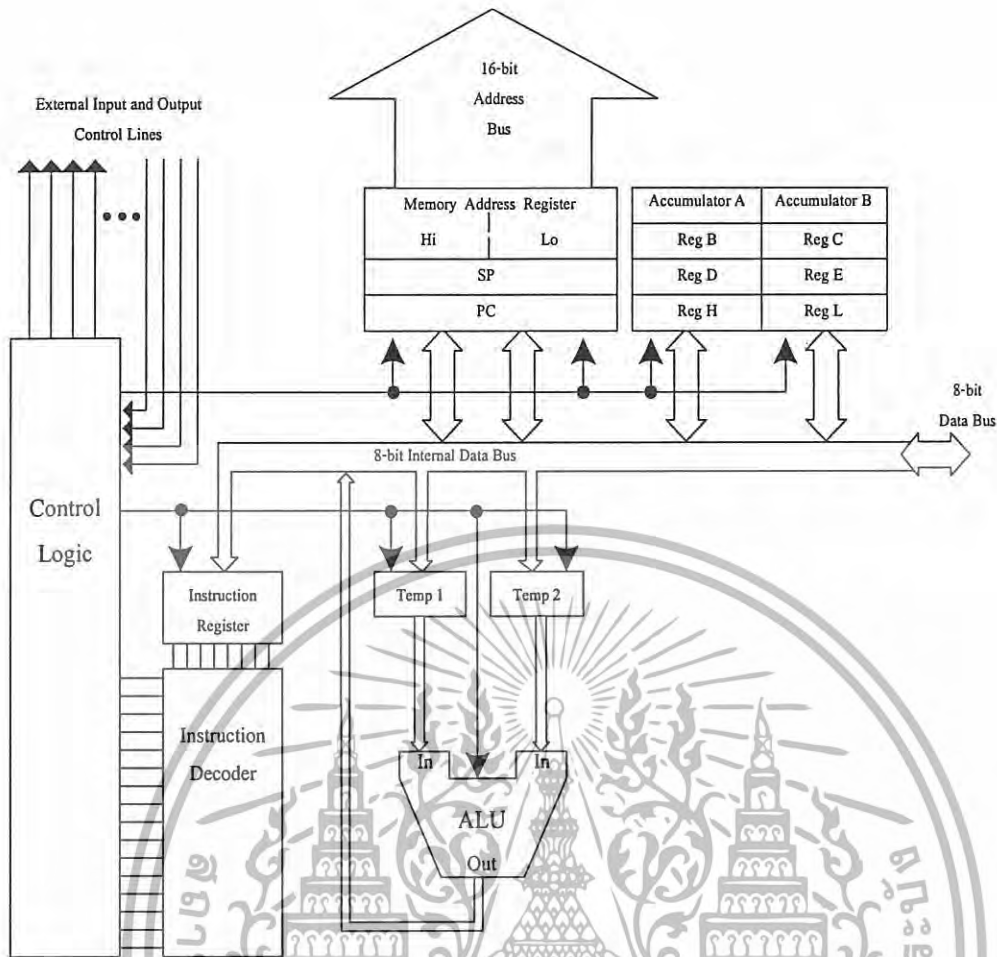 16-bit
Address
Bus
External Input and Output
Control Lines
Memory Address Register
Hi Lo
SP
PC
Accumulator A Accumulator B
Reg B Reg C
Reg D Reg E
Reg H Reg L
8-bit
Data Bus
8-bit Internal Data Bus
Control
Logic
Instruction
Register
Temp 1
Temp 2
Instruction
Decoder
In
In
ALU
Out